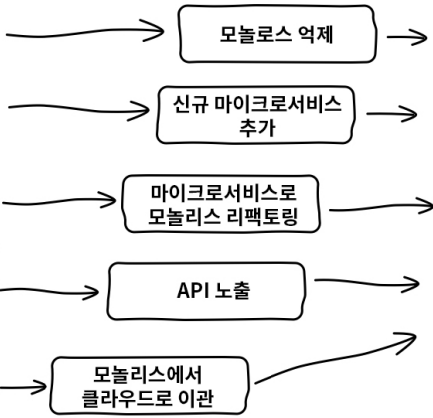 모놀로스 억제
신규 마이크로서비스
추가
마이크로서비스로
모놀리스 리팩토링
API 노출
모놀리스에서
클라우드로 이관